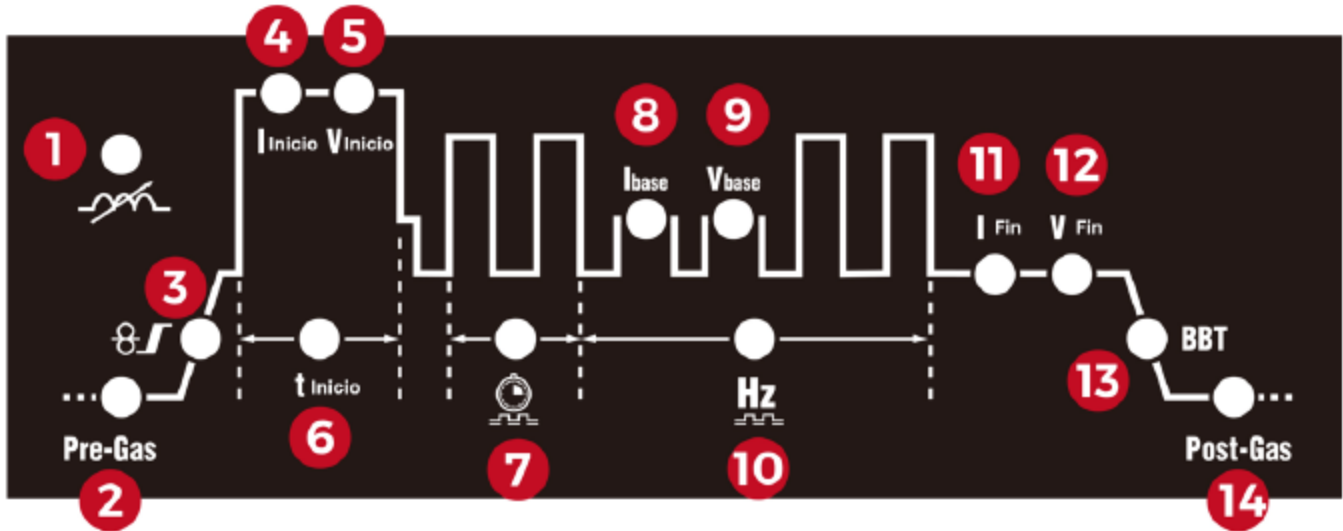 4 5
1
I Inicio V Inicio
8 9
Ibase Vbase
11 12
I Fin V Fin
3
BBT
13
t Inicio
Hz
6
7
10
Pre-Gas
2
Post-Gas
14